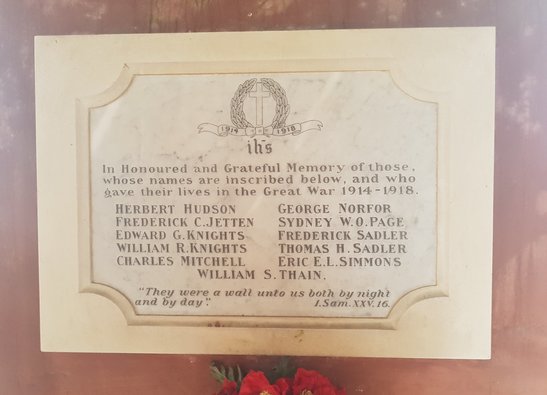 1914 1918
ihs
In Honoured and Grateful Memory of those,
whose names are inscribed below, and who
gave their lives in the Great War 1914-1918.
HERBERT HUDSON GEORGE NORFOR
FREDERICK C. JETTEN SYDNEY W.O. PAGE
EDWARD G. KNIGHTS FREDERICK SADLER
WILLIAM R. KNIGHTS THOMAS H. SADLER
CHARLES MITCHELL ERIC E.L. SIMMONS
WILLIAM S. THAIN.
"They were a wall unto us both by night
and by day". 1. Sam. XXV. 16.